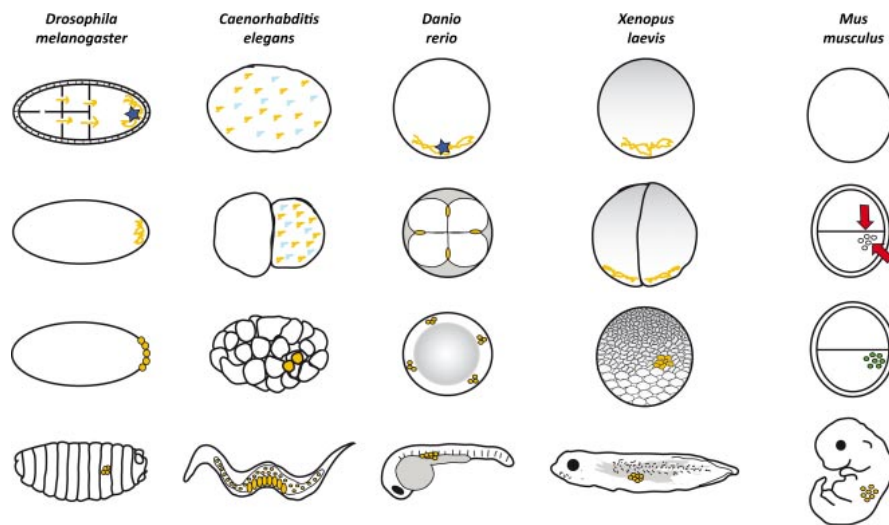 Drosophila
melanogaster
Caenorhabditis
elegans
Danio
rerio
Xenopus
laevis
Mus
musculus